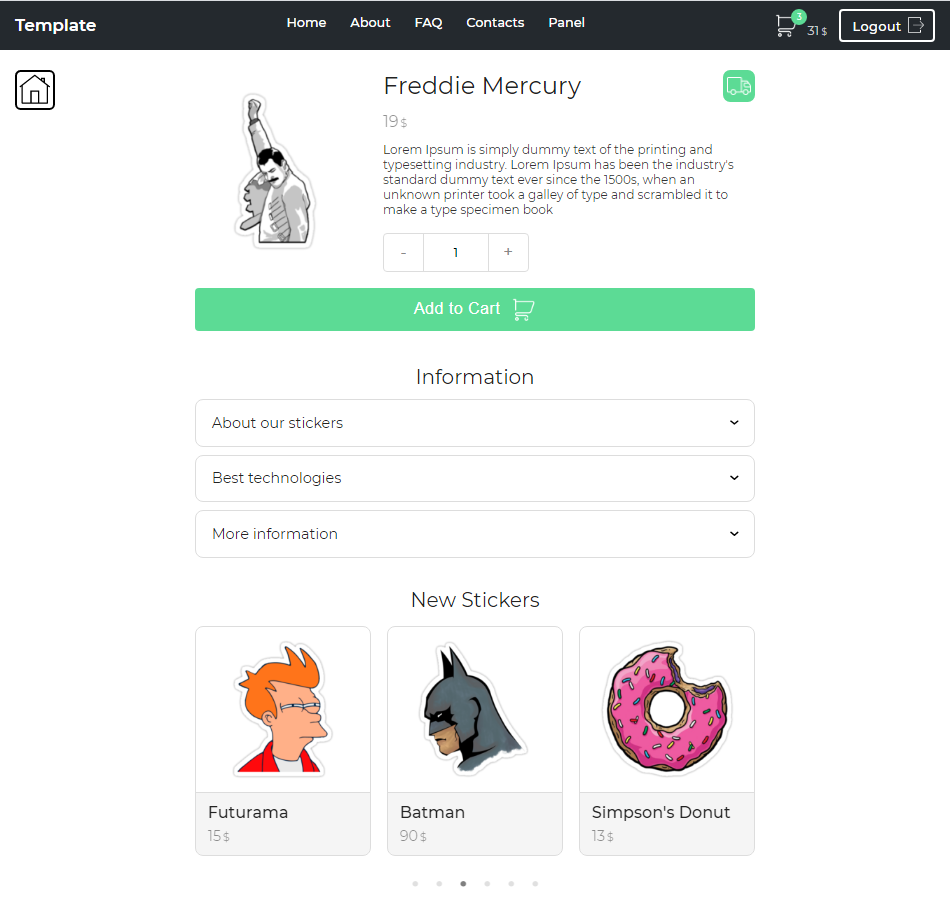 Template
Home
About
FAQ
Contacts
Panel
3
31 $
Logout
Freddie Mercury
19 $
Lorem Ipsum is simply dummy text of the printing and
typesetting industry. Lorem Ipsum has been the industry's
standard dummy text ever since the 1500s, when an
unknown printer took a galley of type and scrambled it to
make a type specimen book
- 1 +
Add to Cart
Information
About our stickers
Best technologies
More information
New Stickers
Futurama
15 $
Batman
90 $
Simpson's Donut
13 $